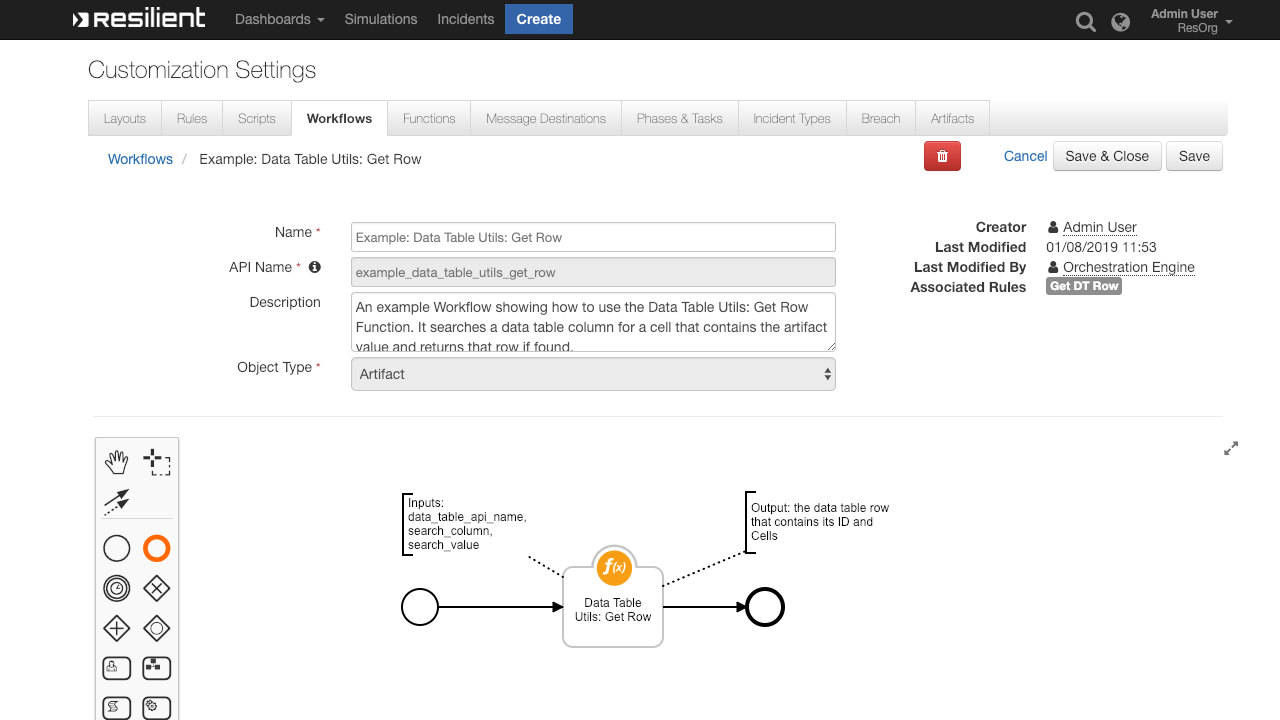 resilient Dashboards Simulations Incidents Create Admin User
ResOrg
Customization Settings
Layouts Rules Scripts Workflows Functions Message Destinations Phases & Tasks Incident Types Breach Artifacts
Workflows / Example: Data Table Utils: Get Row Cancel Save & Close Save
Name * Example: Data Table Utils: Get Row
API Name * example_data_table_utils_get_row
Description An example Workflow showing how to use the Data Table Utils: Get Row
Function. It searches a data table column for a cell that contains the artifact
value and returns that row if found.
Object Type * Artifact
Creator Admin User
Last Modified 01/08/2019 11:53
Last Modified By Orchestration Engine
Associated Rules Get DT Row
Inputs:
data_table_api_name,
search_column,
search_value
Output: the data table row
that contains its ID and
Cells
f(x)
Data Table
Utils: Get Row